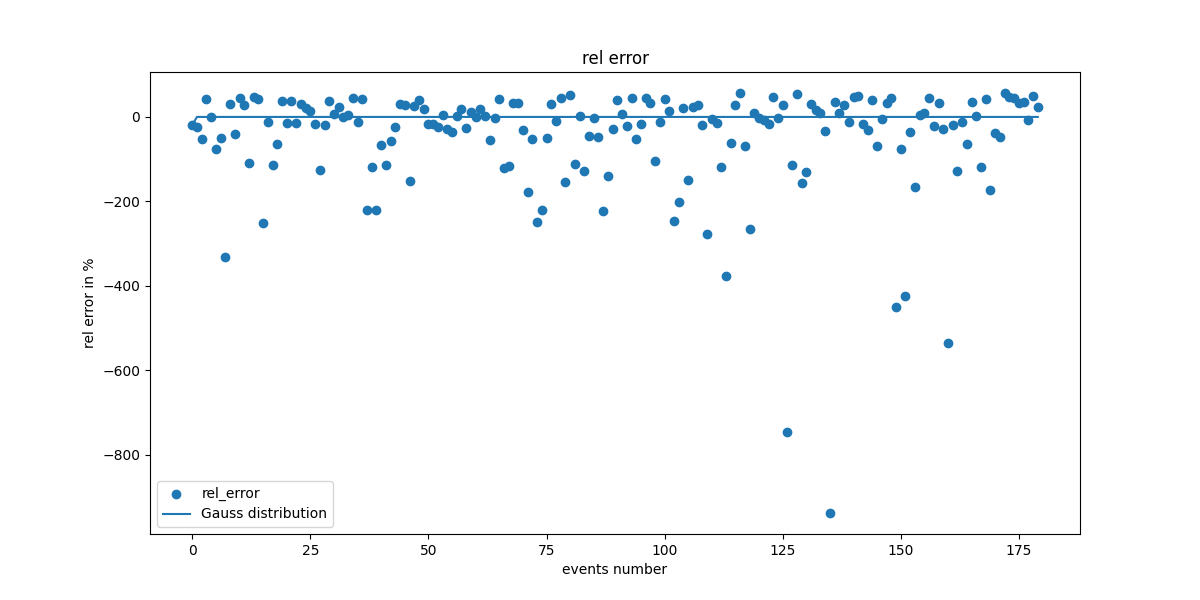 rel error
0
−200
−400
−600
−800
rel error in %
rel_error
Gauss distribution
0 25 50 75 100 125 150 175
events number